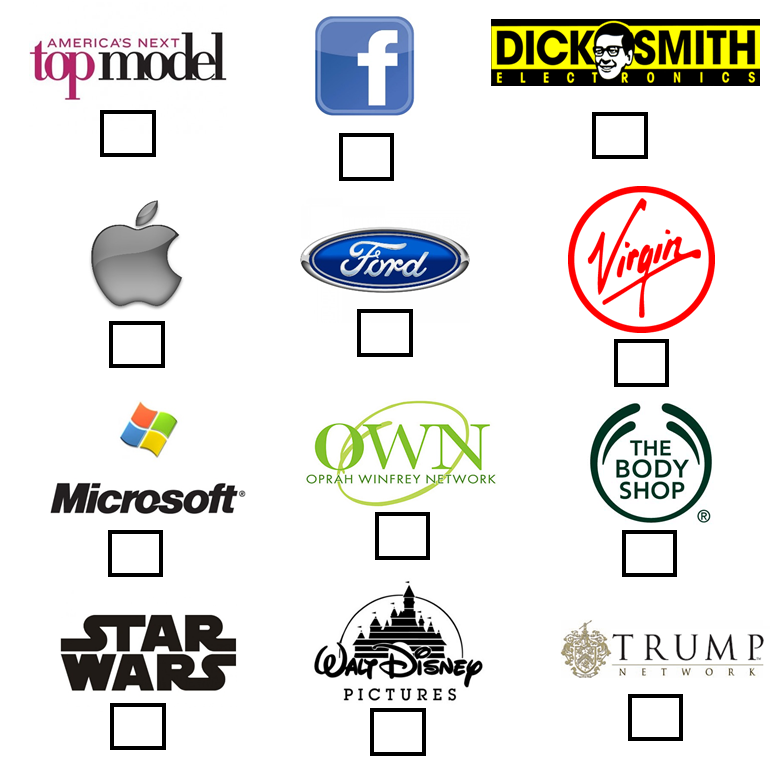 AMERICA'S NEXT
top model
f
DICK SMITH
ELECTRONICS
Ford
Virgin
Microsoft®
OWN
OPRAH WINFREY NETWORK
THE
BODY
SHOP
®
STAR
WARS
WALT DISNEY
PICTURES
TRUMP
NETWORK